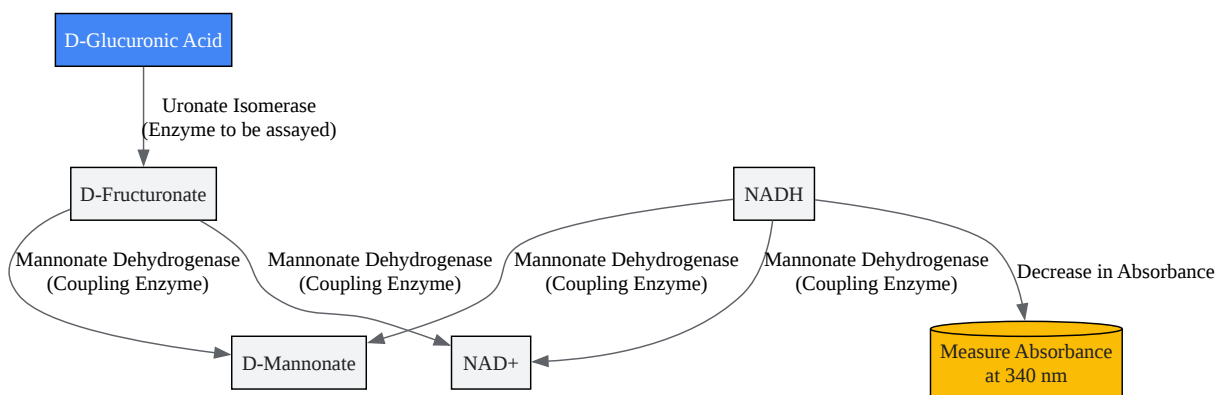 D-Glucuronic Acid
Uronate Isomerase
(Enzyme to be assayed)
D-Fructuronate
NADH
Mannonate Dehydrogenase
(Coupling Enzyme)
Mannonate Dehydrogenase
(Coupling Enzyme)
Mannonate Dehydrogenase
(Coupling Enzyme)
Mannonate Dehydrogenase
(Coupling Enzyme)
Decrease in Absorbance
D-Mannonate
NAD+
Measure Absorbance
at 340 nm